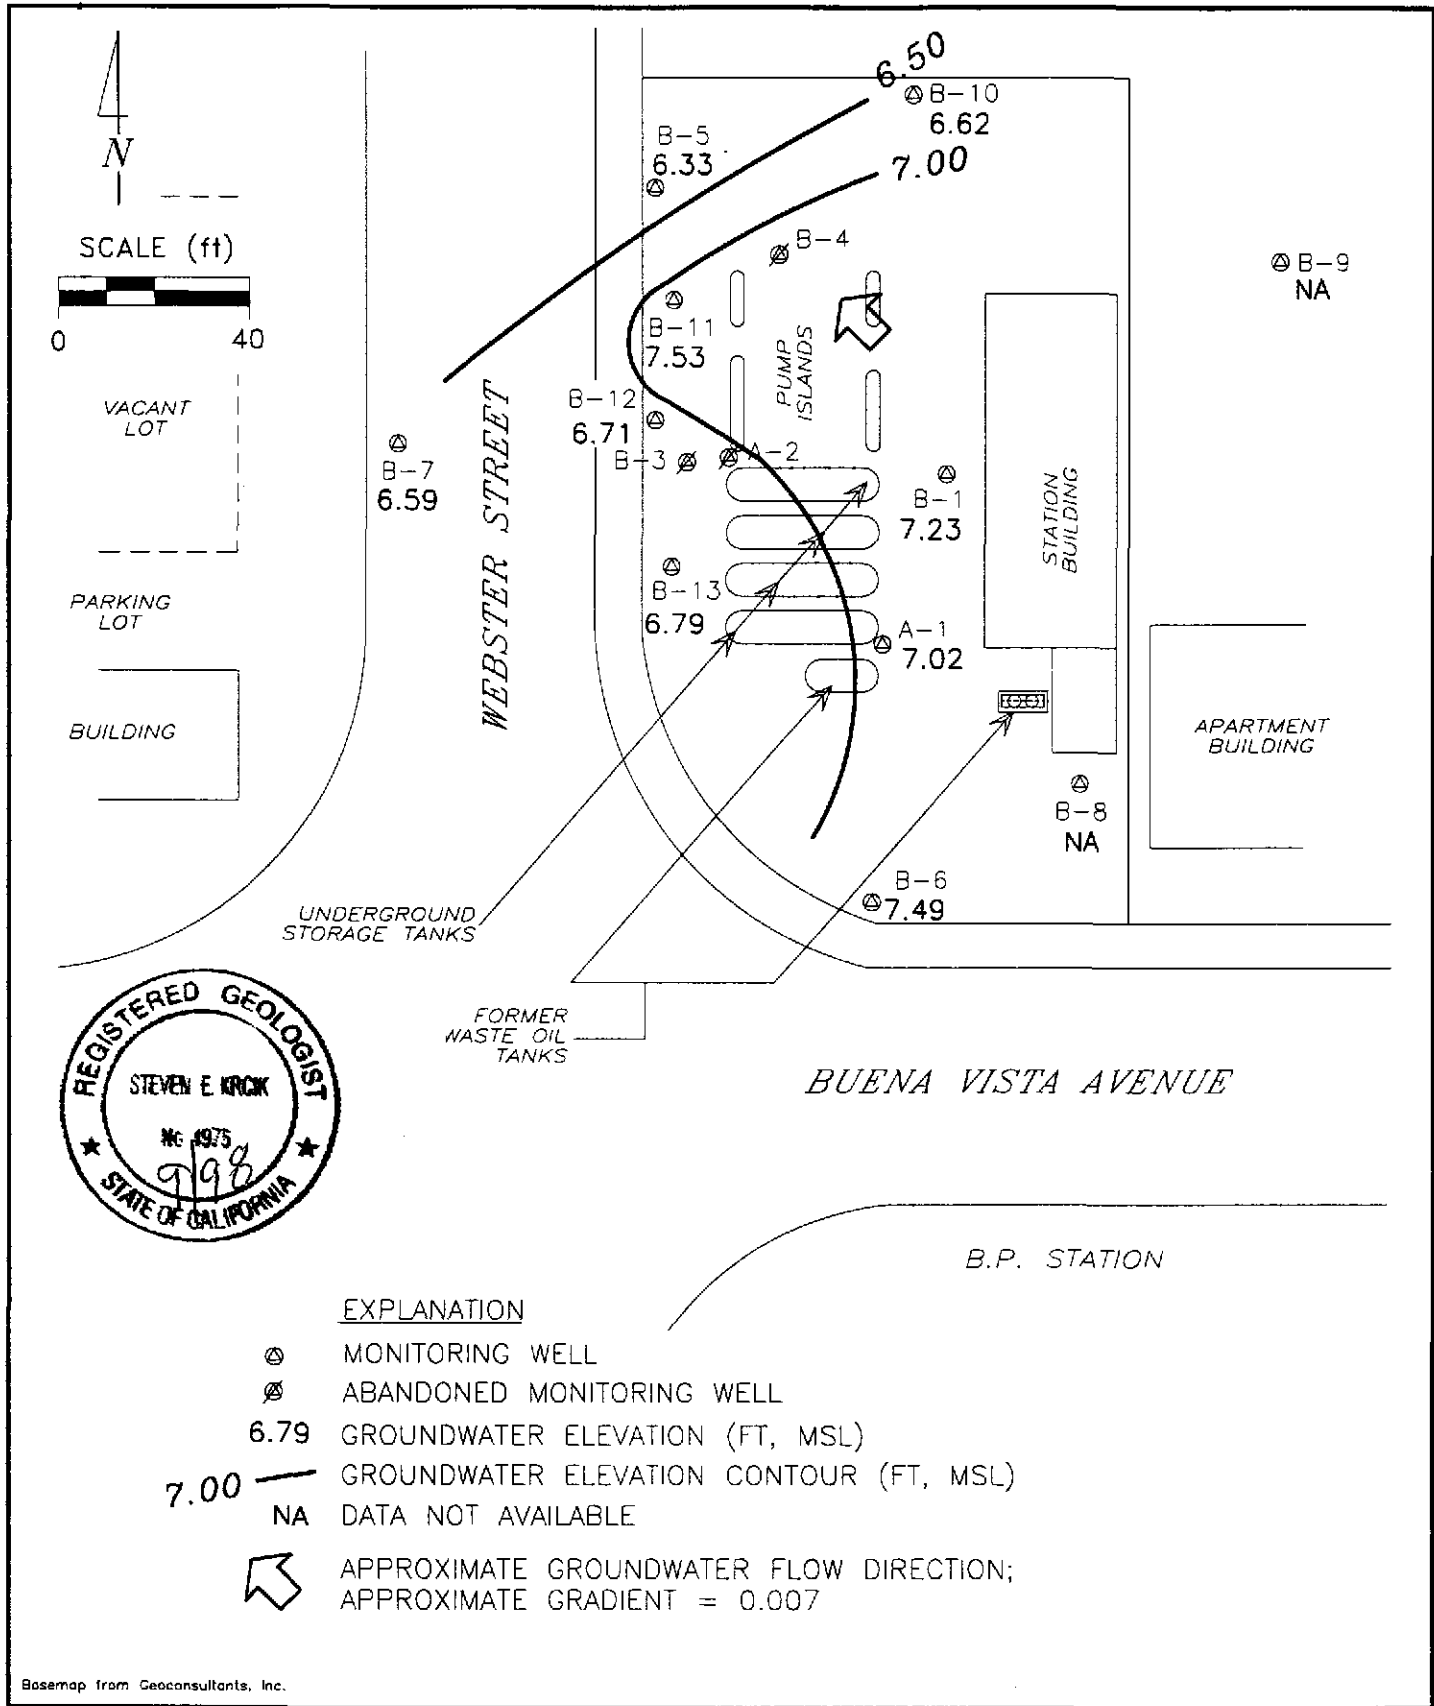 6.50
B-10
6.62
B-5
6.33
7.00
N
SCALE (ft)
0 40
B-4
B-9
NA
B-11
7.53
PUMP
ISLANDS
VACANT
LOT
B-12
6.71
B-3
A-2
B-7
6.59
WEBSTER STREET
B-1
7.23
STATION
BUILDING
B-13
6.79
PARKING
LOT
A-1
7.02
BUILDING
APARTMENT
BUILDING
B-8
NA
B-6
7.49
UNDERGROUND
STORAGE TANKS
FORMER
WASTE OIL
TANKS
REGISTERED GEOLOGIST
STEVEN E. KRCIK
4975
9/98
STATE OF CALIFORNIA
BUENA VISTA AVENUE
B.P. STATION
EXPLANATION
MONITORING WELL
ABANDONED MONITORING WELL
6.79 GROUNDWATER ELEVATION (FT, MSL)
7.00 GROUNDWATER ELEVATION CONTOUR (FT, MSL)
NA DATA NOT AVAILABLE
APPROXIMATE GROUNDWATER FLOW DIRECTION;
APPROXIMATE GRADIENT = 0.007
Basemap from Geoconsultants, Inc.